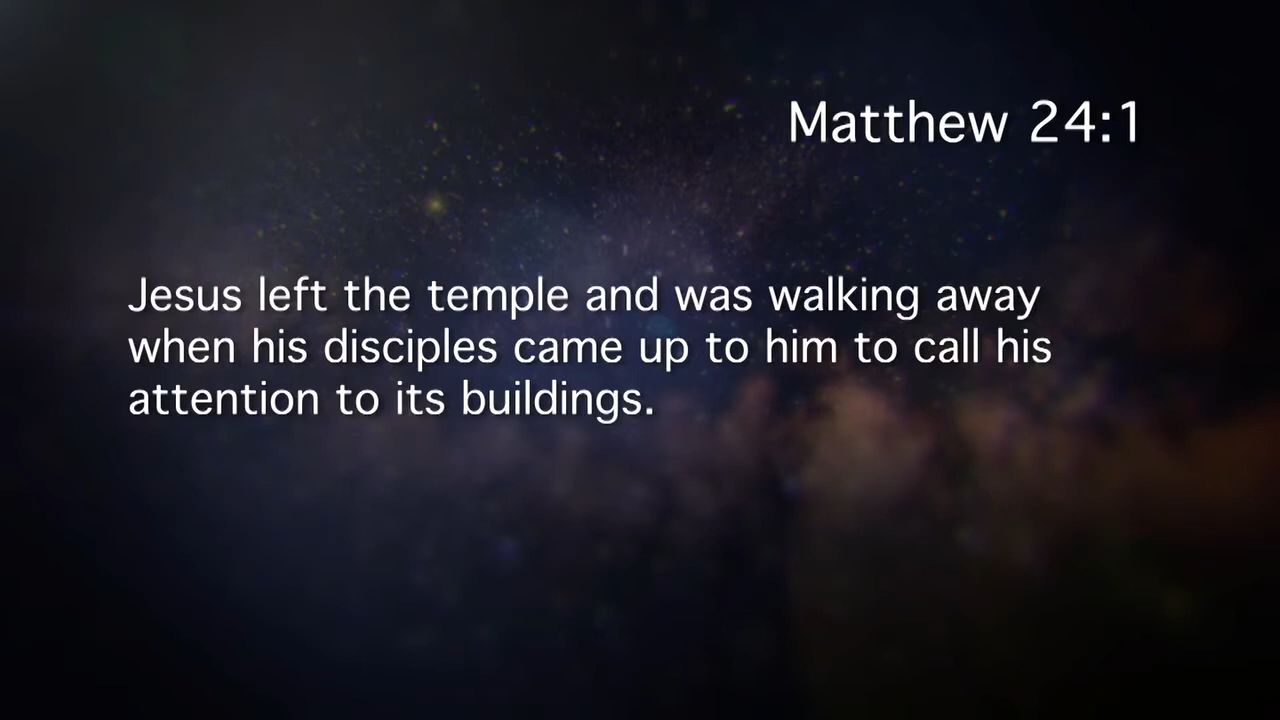 Matthew 24:1
Jesus left the temple and was walking away
when his disciples came up to him to call his
attention to its buildings.